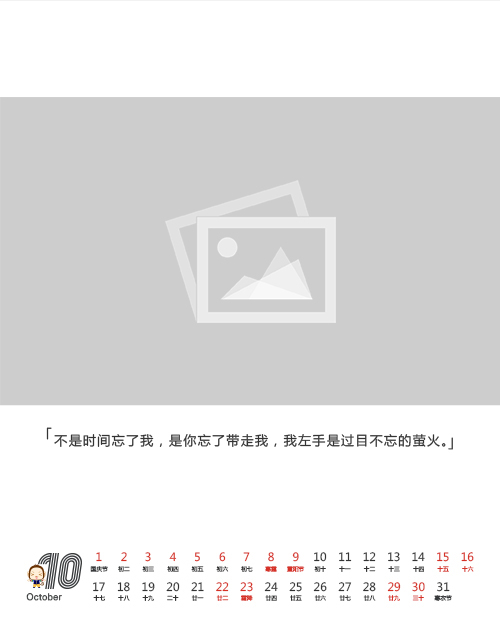 「不是时间忘了我，是你忘了带走我，我左手是过目不忘的萤火。」
10
October
1 2 3 4 5 6 7 8 9 10 11 12 13 14 15 16
国庆节 初二 初三 初四 初五 初六 初七 寒露 重阳节 初十 十一 十二 十三 十四 十五 十六
17 18 19 20 21 22 23 24 25 26 27 28 29 30 31
十七 十八 十九 二十 廿一 廿二 霜降 廿四 廿五 廿六 廿七 廿八 廿九 三十 寒衣节